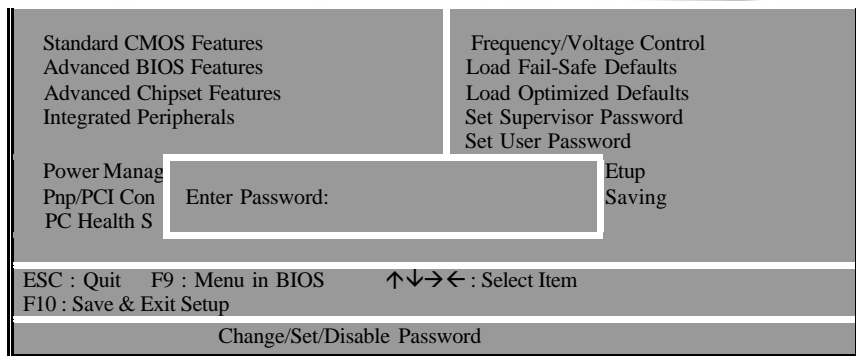 Standard CMOS Features
Advanced BIOS Features
Advanced Chipset Features
Integrated Peripherals
Power Manag
Pnp/PCI Con
PC Health S
Frequency/Voltage Control
Load Fail-Safe Defaults
Load Optimized Defaults
Set Supervisor Password
Set User Password
Etup
Saving
Enter Password:
ESC : Quit F9 : Menu in BIOS ↑↓→← : Select Item
F10 : Save & Exit Setup
Change/Set/Disable Password